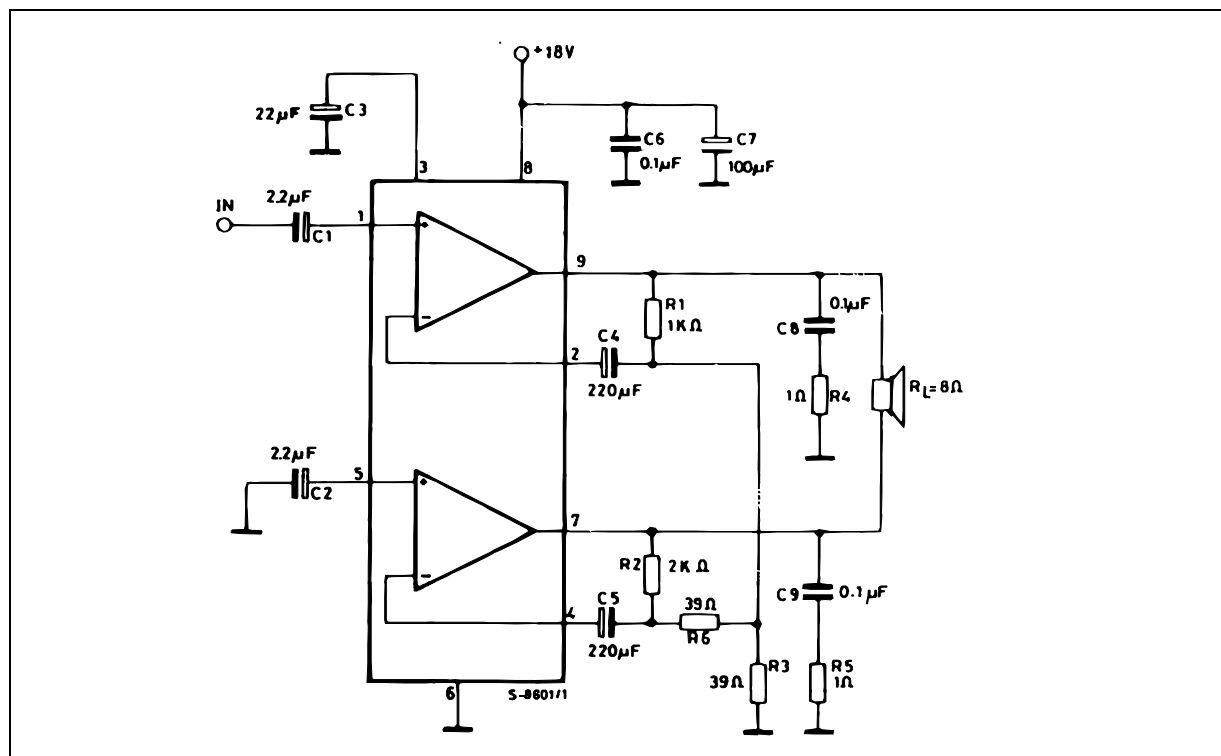 +18V
22µF
C3
C6
0.1µF
C7
100µF
3
8
2.2µF
IN
1
C1
+
9
0.1µF
R1
1KΩ
C8
−
C4
2
220µF
1Ω
R4
RL=8Ω
2.2µF
5
C2
+
7
R2
2KΩ
C9
0.1µF
−
C5
39Ω
4
R6
220µF
R3
39Ω
R5
1Ω
6
S-8601/1